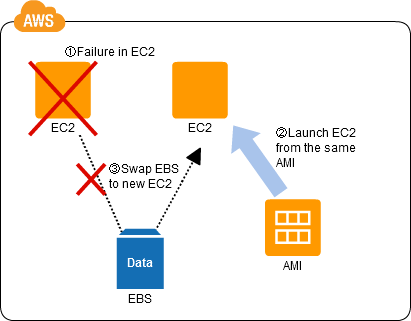 AWS
①Failure in EC2
EC2
EC2
②Launch EC2
from the same
AMI
③Swap EBS
to new EC2
Data
EBS
AMI